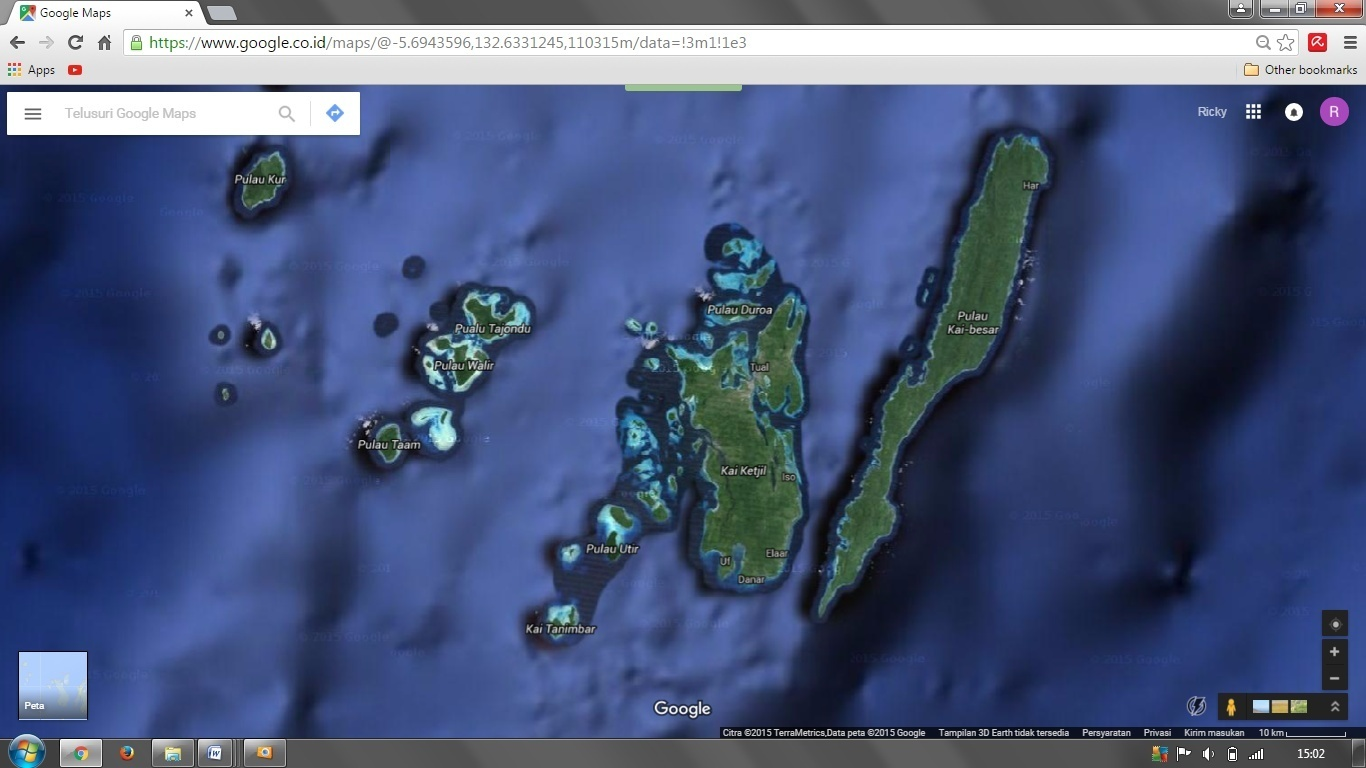 Google Maps
https://www.google.co.id/maps/@-5.6943596,132.6331245,110315m/data=!3m1!1e3
Apps
Other bookmarks
Telusuri Google Maps
Ricky
R
Pulau Kur
Har
Pulau Duroa
Pulau
Kai-besar
Pualu Tajondu
Pulau Walir
Tual
Pulau Taam
Kai Ketjil
Iso
Pulau Utir
Uf
Elaar
Danar
Kai Tanimbar
Peta
Google
Citra ©2015 TerraMetrics,Data peta ©2015 Google
Tampilan 3D Earth tidak tersedia
Persyaratan
Privasi
Kirim masukan
10 km
15:02